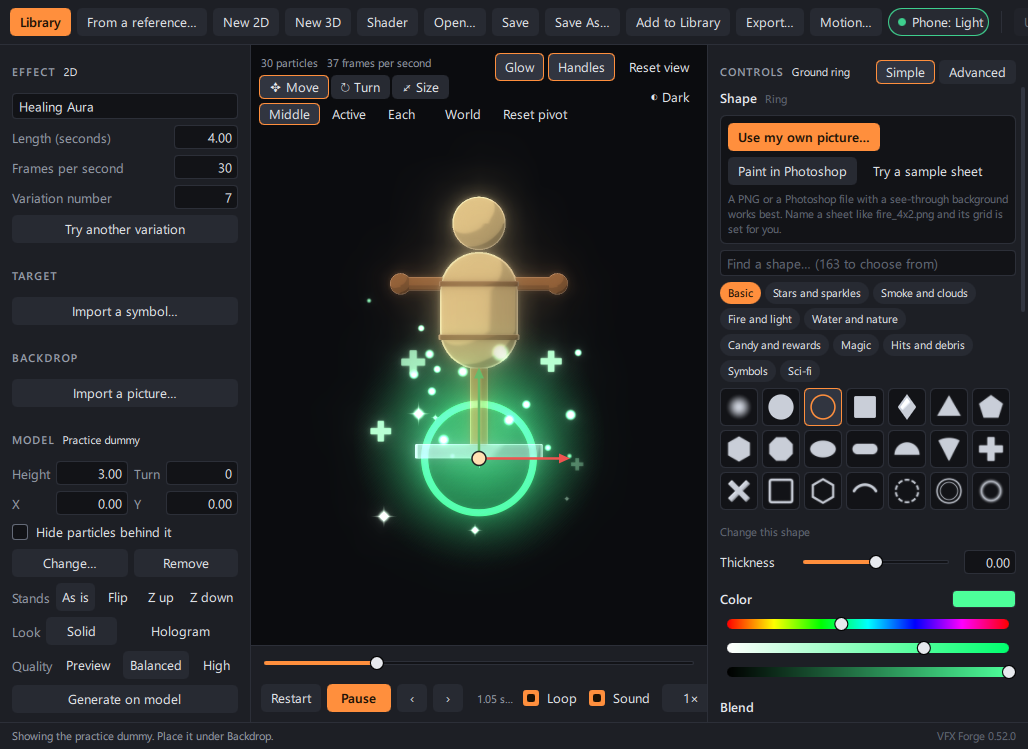 Library From a reference... New 2D New 3D Shader Open... Save Save As... Add to Library Export... Motion... Phone: Light
EFFECT 2D
Healing Aura
Length (seconds) 4.00
Frames per second 30
Variation number 7
Try another variation
TARGET
Import a symbol...
BACKDROP
Import a picture...
MODEL Practice dummy
Height 3.00 Turn 0
X 0.00 Y 0.00
Hide particles behind it
Change... Remove
Stands As is Flip Z up Z down
Look Solid Hologram
Quality Preview Balanced High
Generate on model
30 particles 37 frames per second
Glow Handles Reset view
Move Turn Size
Dark
Middle Active Each World Reset pivot
Restart Pause ‹ › 1.05 s... Loop Sound 1×
CONTROLS Ground ring Simple Advanced
Shape Ring
Use my own picture...
Paint in Photoshop Try a sample sheet
A PNG or a Photoshop file with a see-through background
works best. Name a sheet like fire_4x2.png and its grid is
set for you.
Find a shape... (163 to choose from)
Basic Stars and sparkles Smoke and clouds
Fire and light Water and nature
Candy and rewards Magic Hits and debris
Symbols Sci-fi
Change this shape
Thickness 0.00
Color
Blend
Showing the practice dummy. Place it under Backdrop.
VFX Forge 0.52.0